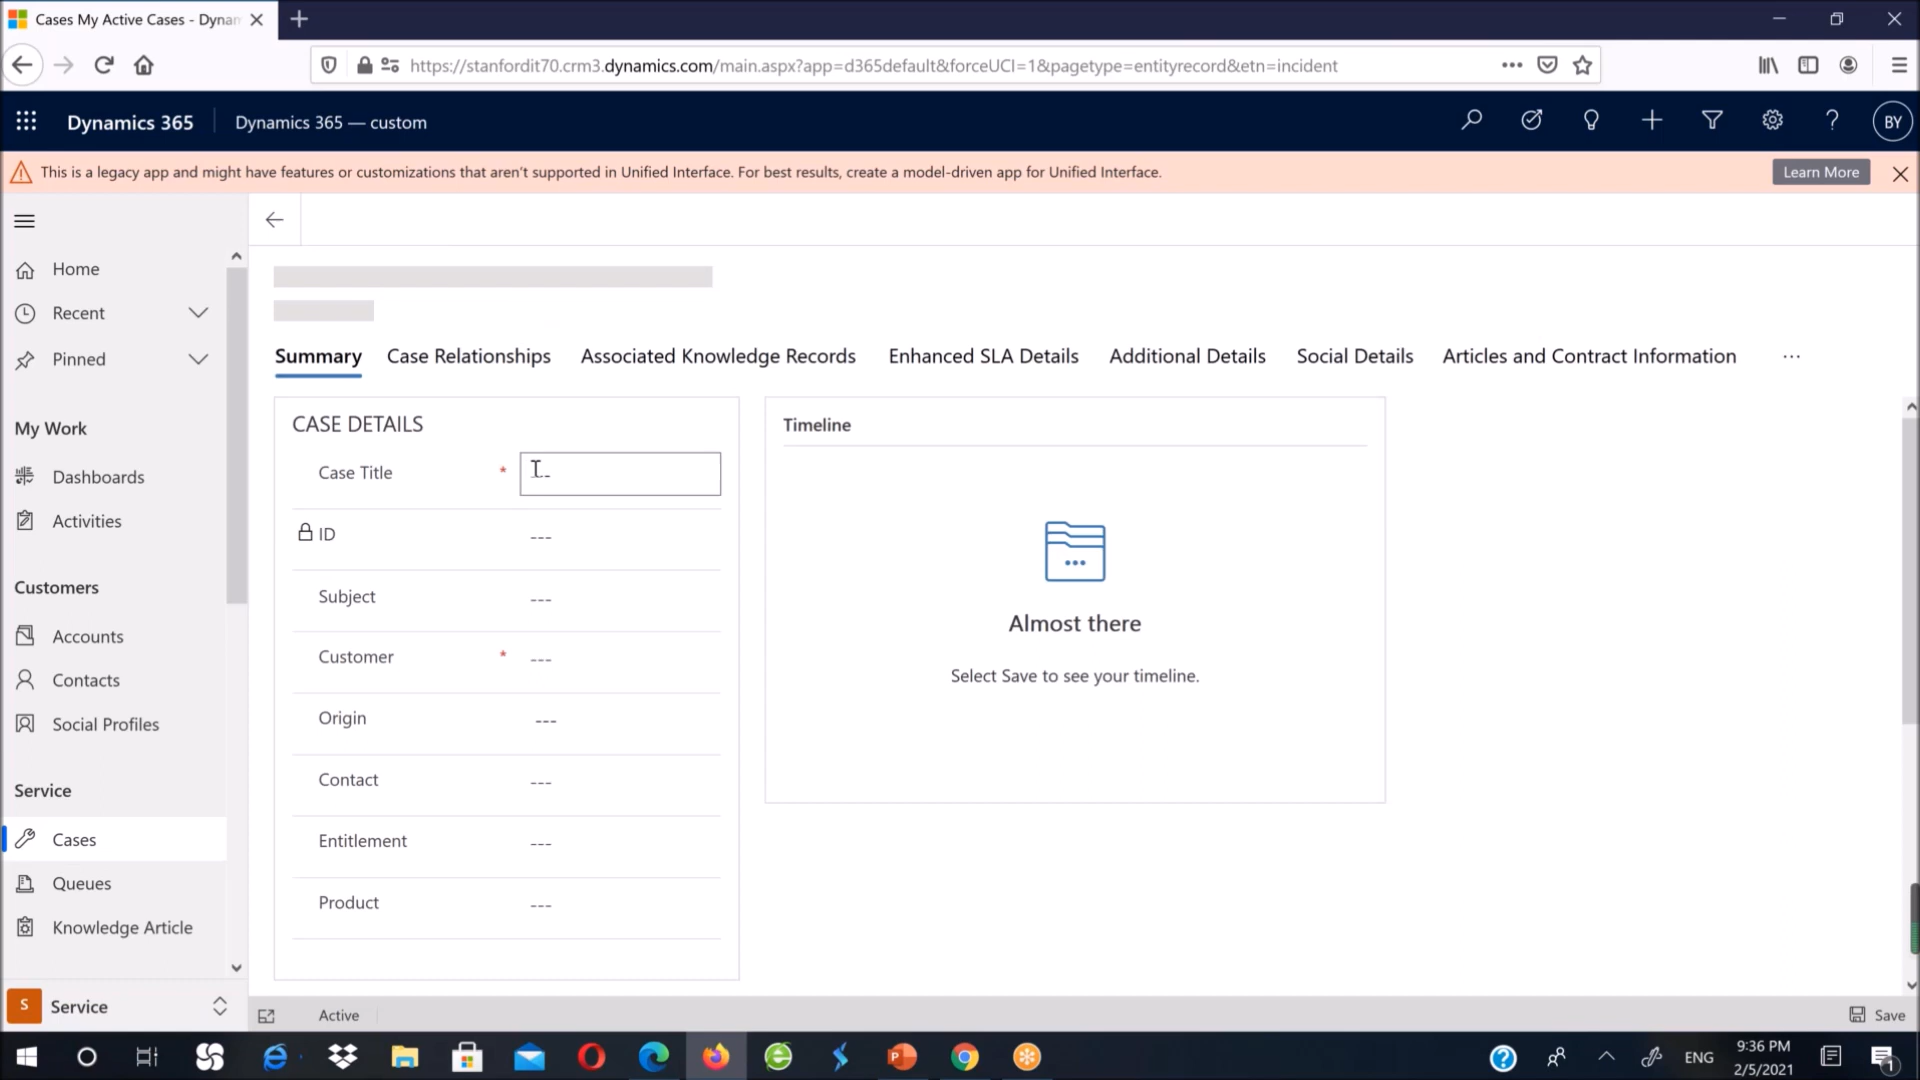 Cases My Active Cases - Dynam
https://stanfordit70.crm3.dynamics.com/main.aspx?app=d365default&forceUCI=1&pagetype=entityrecord&etn=incident
Dynamics 365
Dynamics 365 — custom
BY
This is a legacy app and might have features or customizations that aren't supported in Unified Interface. For best results, create a model-driven app for Unified Interface.
Learn More
Home
Recent
Pinned
My Work
Dashboards
Activities
Customers
Accounts
Contacts
Social Profiles
Service
Cases
Queues
Knowledge Article
S Service
Summary
Case Relationships
Associated Knowledge Records
Enhanced SLA Details
Additional Details
Social Details
Articles and Contract Information
...
CASE DETAILS
Case Title * ---
ID ---
Subject ---
Customer * ---
Origin ---
Contact ---
Entitlement ---
Product ---
Timeline
Almost there
Select Save to see your timeline.
Active
Save
ENG
9:36 PM
2/5/2021
1